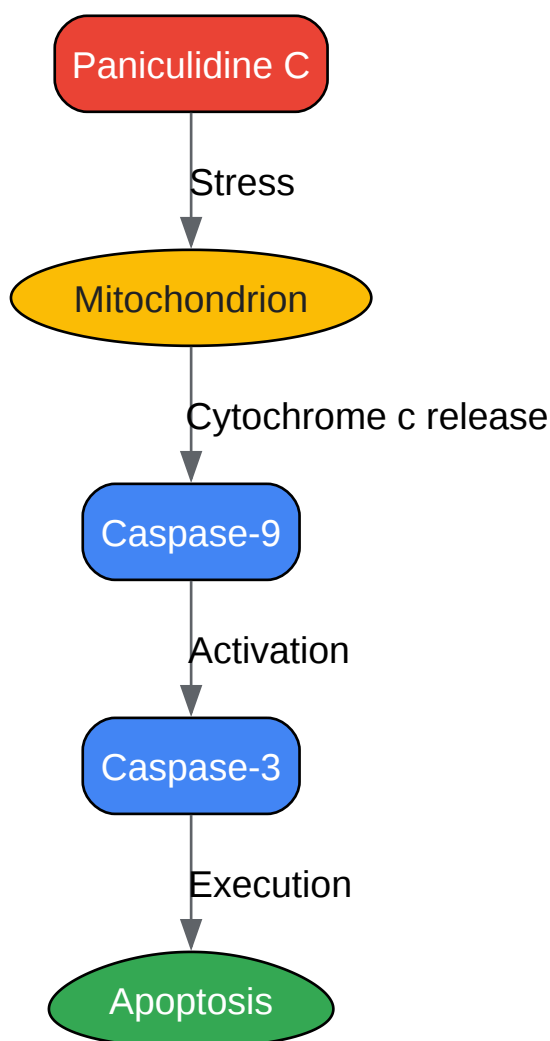 Paniculidine C
Stress
Mitochondrion
Cytochrome c release
Caspase-9
Activation
Caspase-3
Execution
Apoptosis